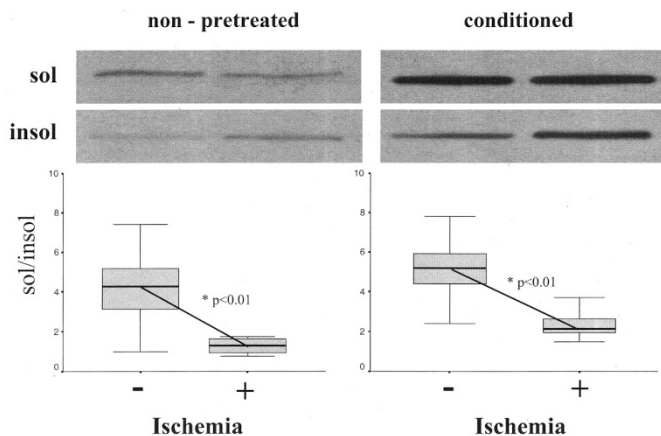 non - pretreated
conditioned
sol
insol
sol/insol
10
8
6
4
2
0
* p<0.01
-
+
Ischemia
10
8
6
4
2
0
* p<0.01
-
+
Ischemia